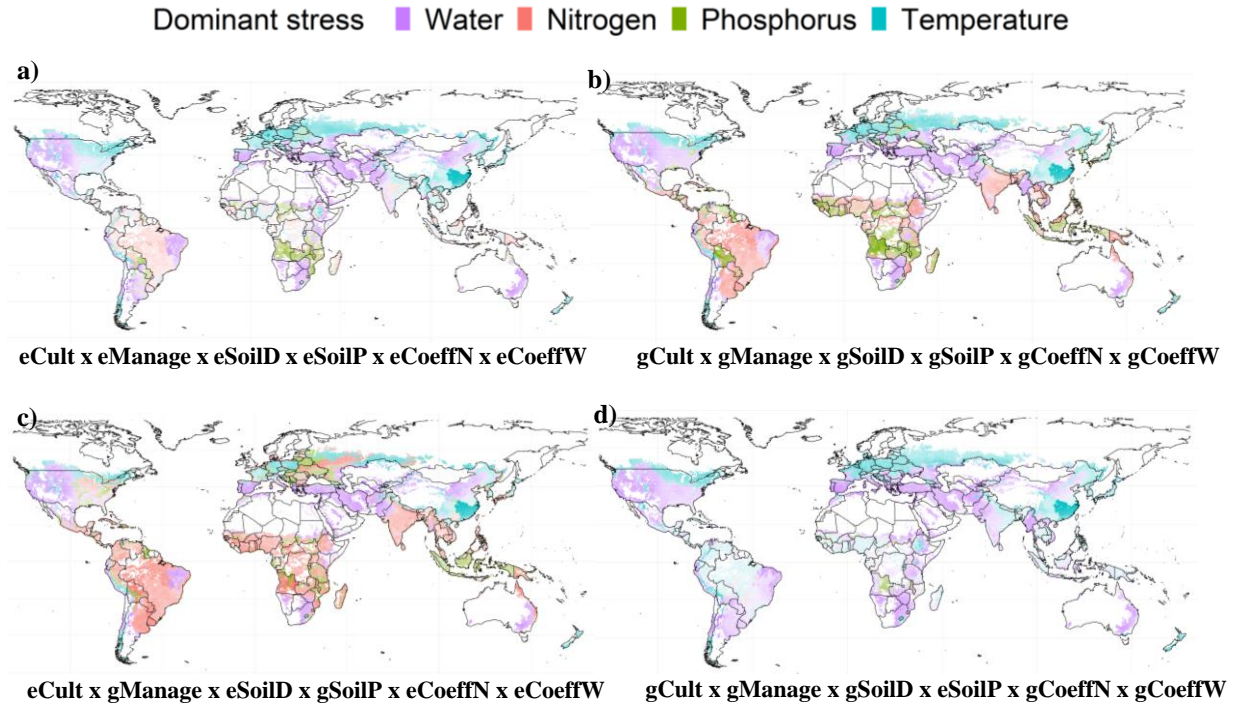 Dominant stress Water Nitrogen Phosphorus Temperature
a)
b)
eCult x eManage x eSoilD x eSoilP x eCoeffN x eCoeffW
gCult x gManage x gSoilD x gSoilP x gCoeffN x gCoeffW
c)
d)
eCult x gManage x eSoilD x gSoilP x eCoeffN x eCoeffW
gCult x gManage x gSoilD x eSoilP x gCoeffN x gCoeffW